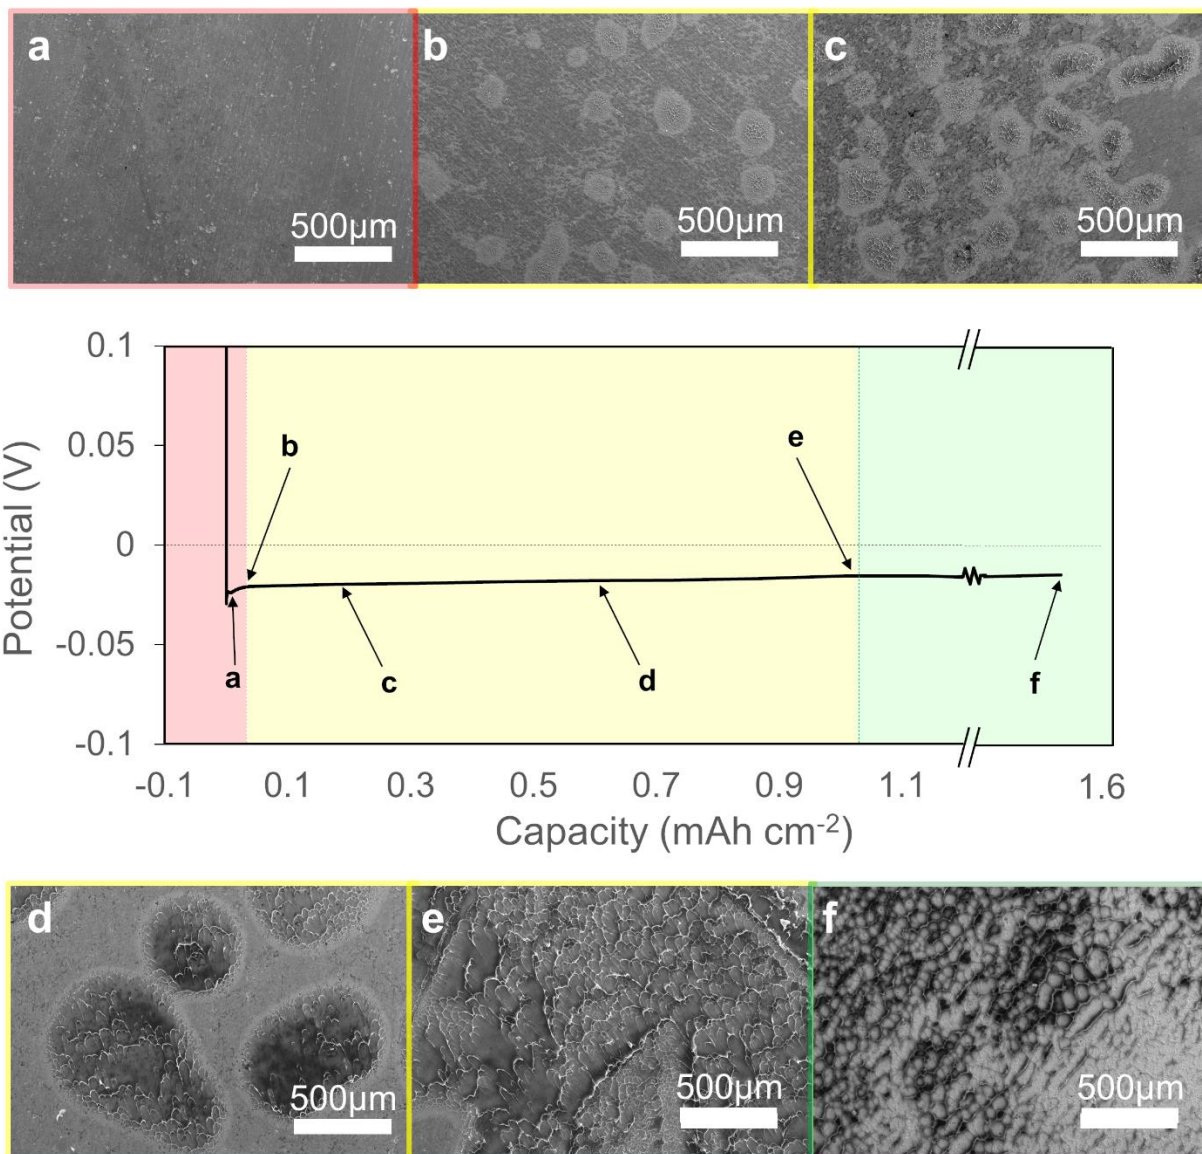 a
b
c
500µm
500µm
500µm
0.1
0.05
0
-0.05
-0.1
Potential (V)
b
e
a
c
d
f
-0.1
0.1
0.3
0.5
0.7
0.9
1.1
1.6
Capacity (mAh cm-2)
d
e
f
500µm
500µm
500µm